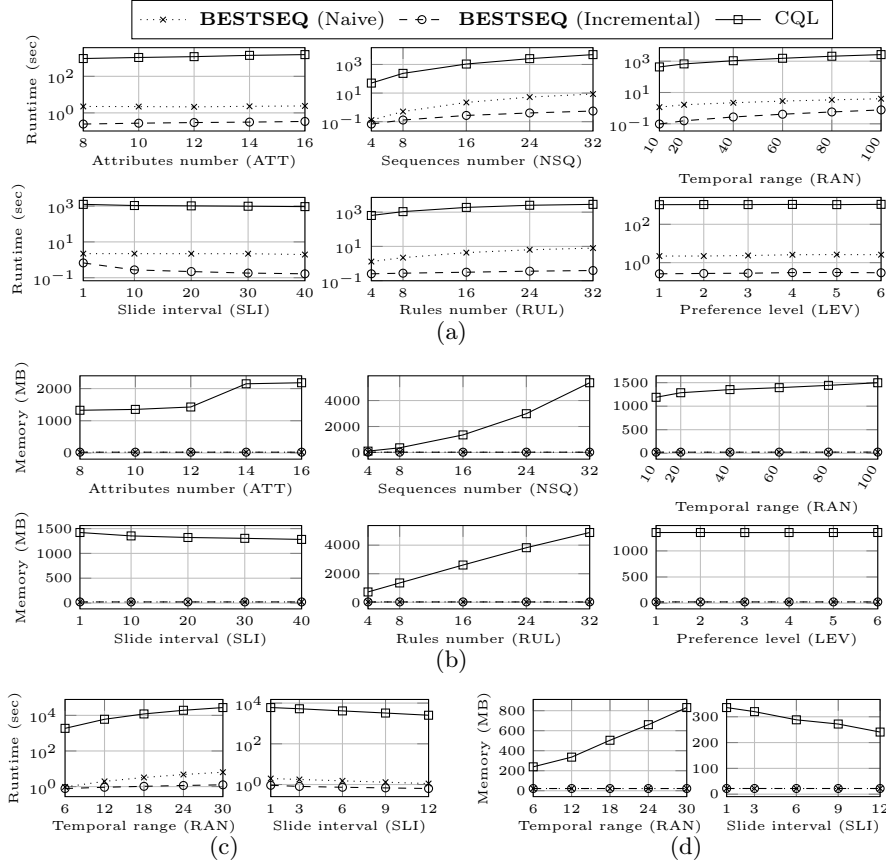 BESTSEQ (Naive) BESTSEQ (Incremental) CQL
Runtime (sec)
10^3
10^2
10^0
8 10 12 14 16
Attributes number (ATT)
10^3
10^1
10^−1
4 8 16 24 32
Sequences number (NSQ)
10^3
10^1
10^−1
10 20 40 60 80 100
Temporal range (RAN)
Runtime (sec)
10^3
10^1
10^−1
1 10 20 30 40
Slide interval (SLI)
10^3
10^1
10^−1
4 8 16 24 32
Rules number (RUL)
10^2
10^0
1 2 3 4 5 6
Preference level (LEV)
(a)
Memory (MB)
2000
1000
0
8 10 12 14 16
Attributes number (ATT)
4000
2000
0
4 8 16 24 32
Sequences number (NSQ)
1500
1000
500
0
10 20 40 60 80 100
Temporal range (RAN)
Memory (MB)
1500
1000
500
0
1 10 20 30 40
Slide interval (SLI)
4000
2000
0
4 8 16 24 32
Rules number (RUL)
1000
500
0
1 2 3 4 5 6
Preference level (LEV)
(b)
Runtime (sec)
10^4
10^2
10^0
6 12 18 24 30
Temporal range (RAN)
10^4
10^2
10^0
1 3 6 9 12
Slide interval (SLI)
(c)
Memory (MB)
800
600
400
200
0
6 12 18 24 30
Temporal range (RAN)
300
200
100
0
1 3 6 9 12
Slide interval (SLI)
(d)